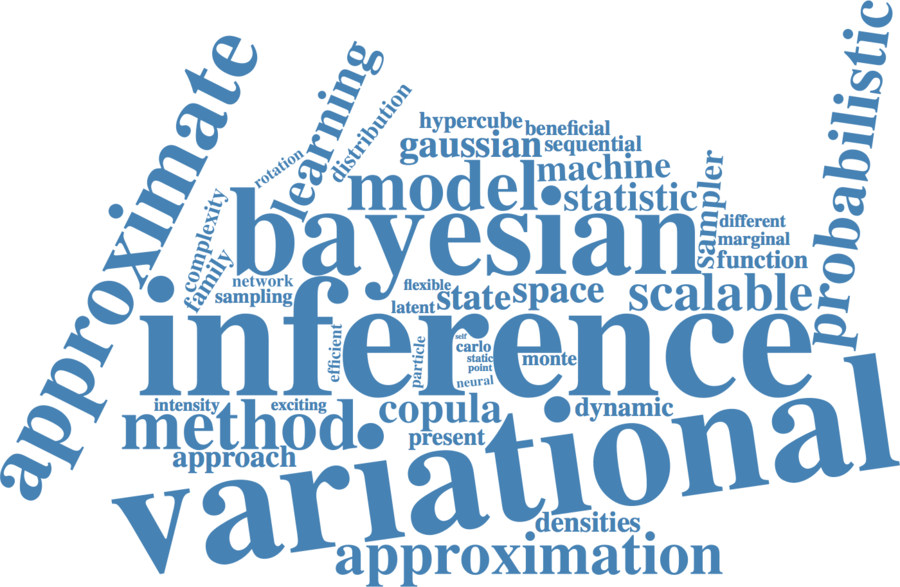 approximate
learning
distribution
probabilistic
hypercube
beneficial
gaussian
sequential
rotation
machine
model
statistic
sampler
bayesian
complexity
different
marginal
family
function
network
sampling
flexible
latent
state
space
scalable
inference
efficient
particle
self
carlo
static
point
neural
monte
intensity
exciting
method
copula
dynamic
present
approach
variational
densities
approximation